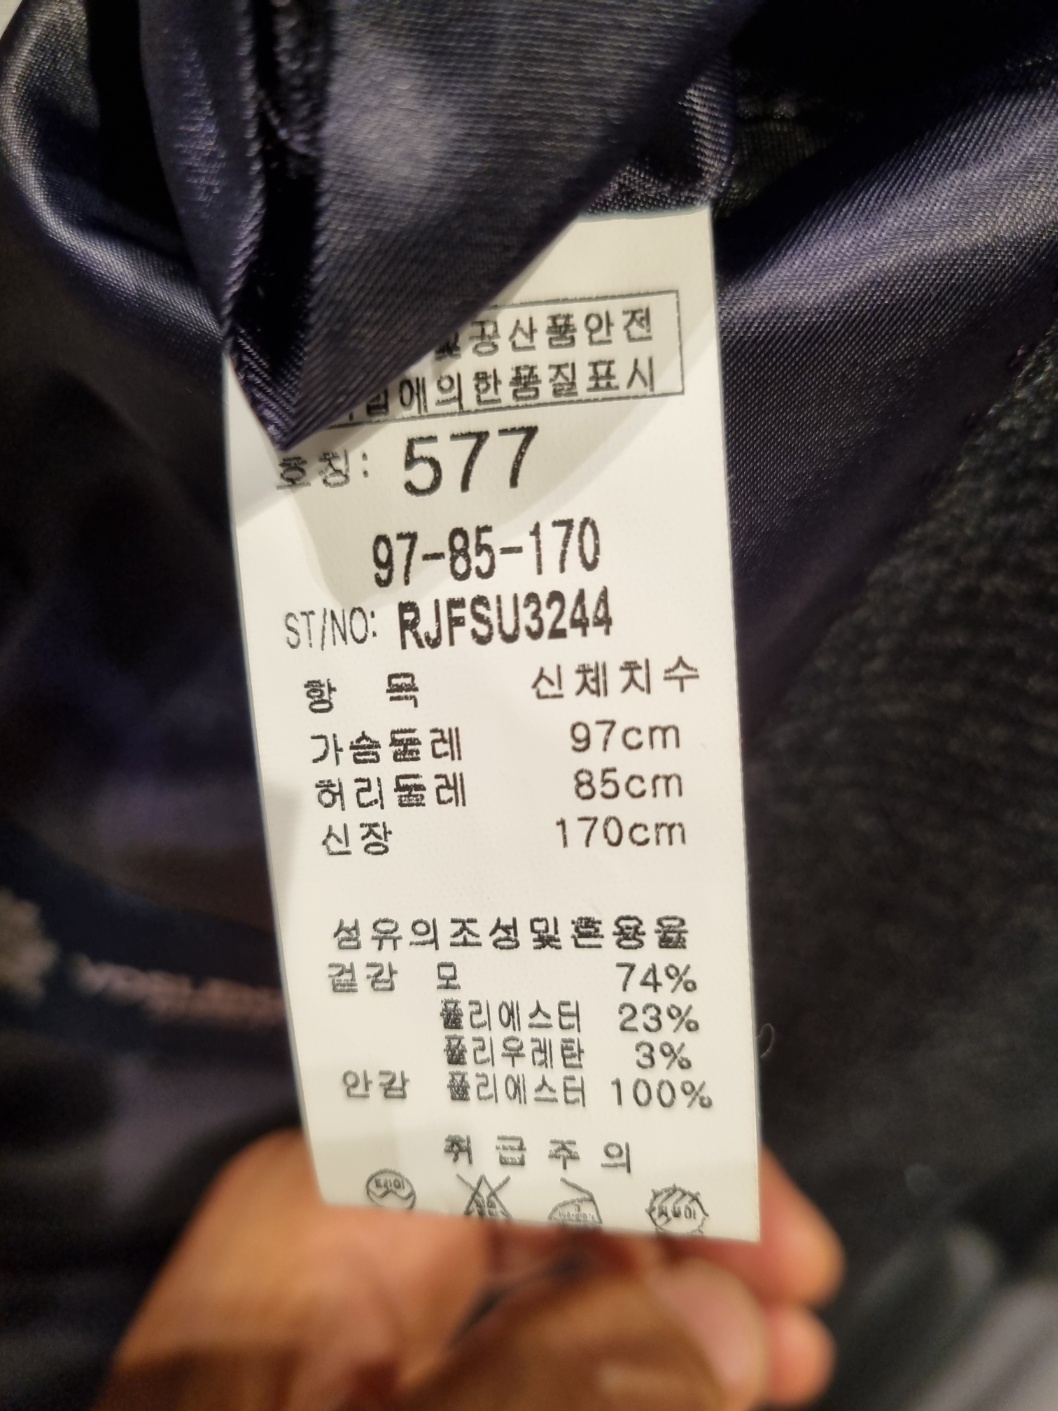 공산품안전
에의한품질표시
호칭: 577
97-85-170
ST/NO: RJFSU3244
항 목 신체치수
가슴둘레 97cm
허리둘레 85cm
신장 170cm
섬유의조성및혼용율
겉감 모 74%
폴리에스터 23%
폴리우레탄 3%
안감 폴리에스터 100%
취급주의
드라이